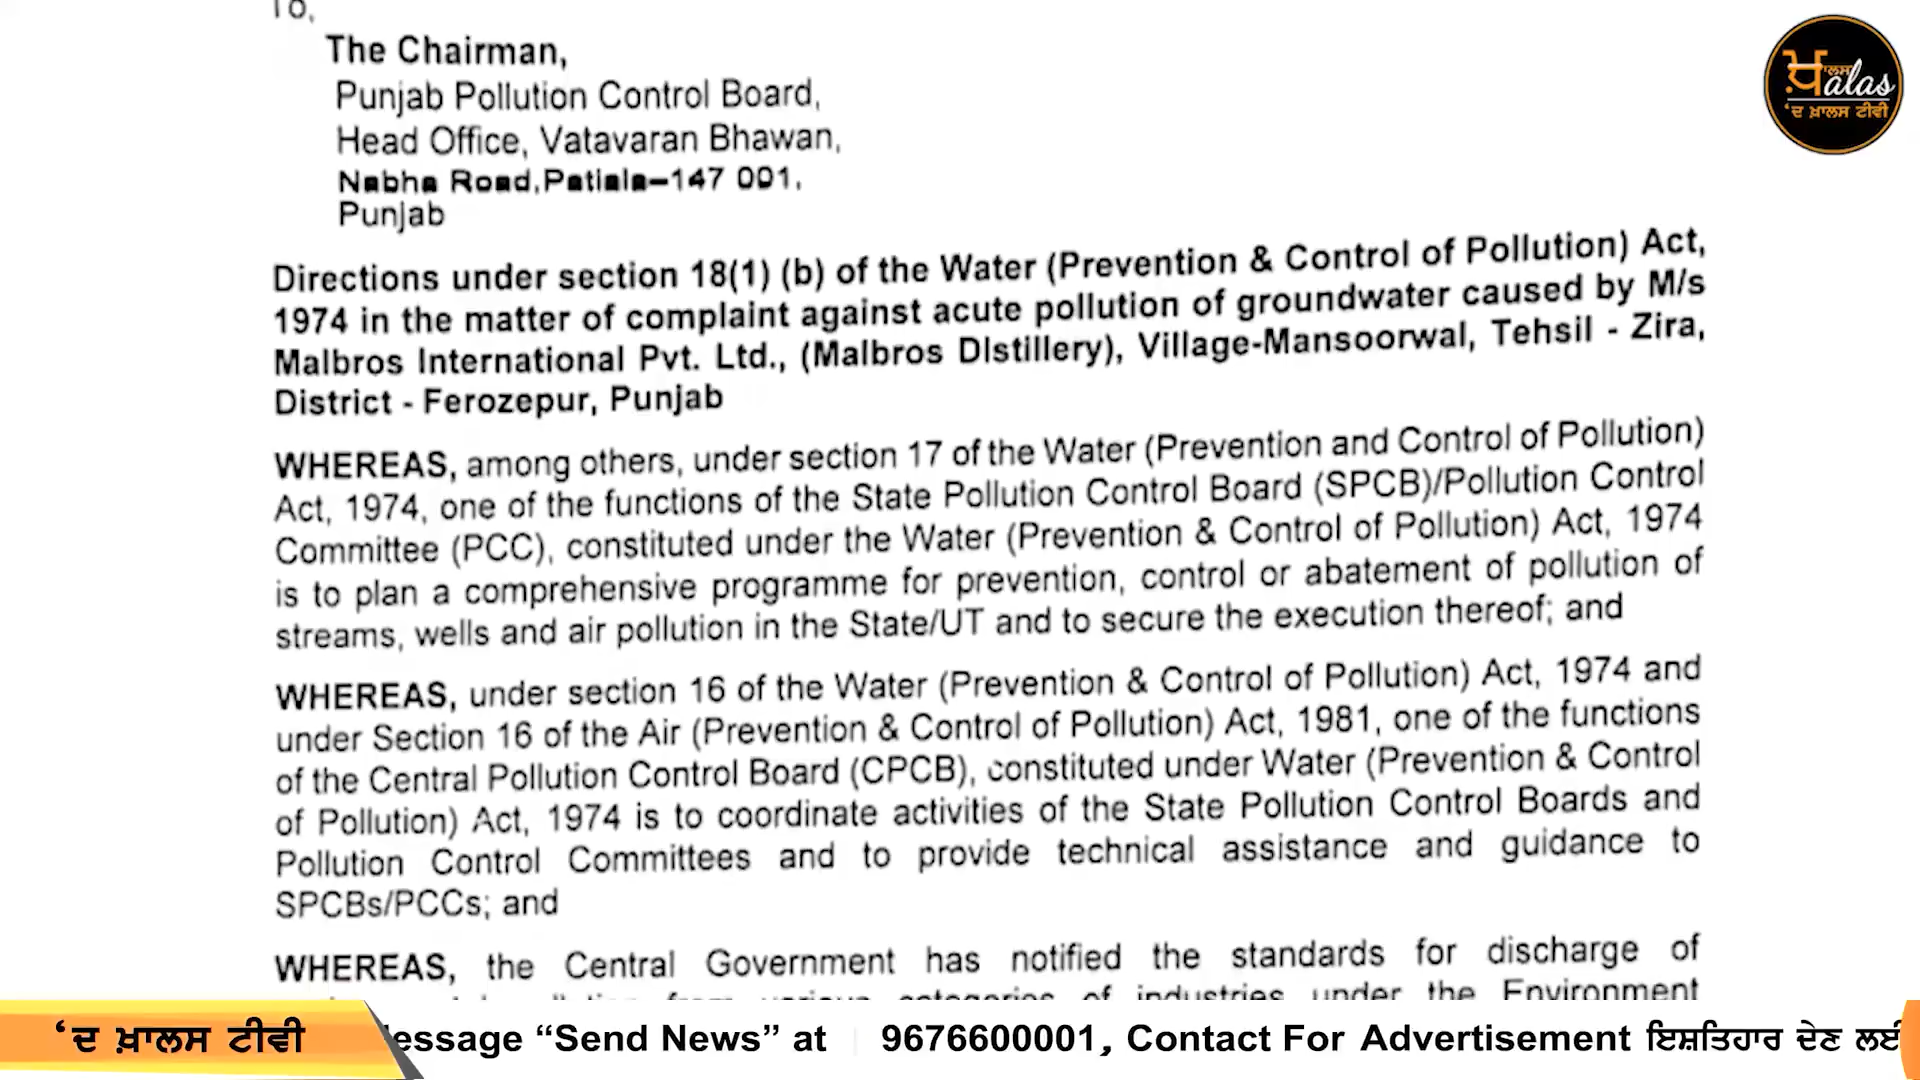 To,
The Chairman,
Punjab Pollution Control Board,
Head Office, Vatavaran Bhawan,
Nabha Road,Patiala–147 001.
Punjab
Directions under section 18(1) (b) of the Water (Prevention & Control of Pollution) Act,
1974 in the matter of complaint against acute pollution of groundwater caused by M/s
Malbros International Pvt. Ltd., (Malbros DIstillery), Village-Mansoorwal, Tehsil - Zira,
District - Ferozepur, Punjab
WHEREAS, among others, under section 17 of the Water (Prevention and Control of Pollution)
Act, 1974, one of the functions of the State Pollution Control Board (SPCB)/Pollution Control
Committee (PCC), constituted under the Water (Prevention & Control of Pollution) Act, 1974
is to plan a comprehensive programme for prevention, control or abatement of pollution of
streams, wells and air pollution in the State/UT and to secure the execution thereof; and
WHEREAS, under section 16 of the Water (Prevention & Control of Pollution) Act, 1974 and
under Section 16 of the Air (Prevention & Control of Pollution) Act, 1981, one of the functions
of the Central Pollution Control Board (CPCB), constituted under Water (Prevention & Control
of Pollution) Act, 1974 is to coordinate activities of the State Pollution Control Boards and
Pollution Control Committees and to provide technical assistance and guidance to
SPCBs/PCCs; and
WHEREAS, the Central Government has notified the standards for discharge of
from various categories of industries under the Environment
ਖ਼ਾਲਸ
alas
‘ਦ ਖ਼ਾਲਸ ਟੀਵੀ
‘ਦ ਖ਼ਾਲਸ ਟੀਵੀ
essage “Send News” at 9676600001, Contact For Advertisement ਇਸ਼ਤਿਹਾਰ ਦੇਣ ਲਈ